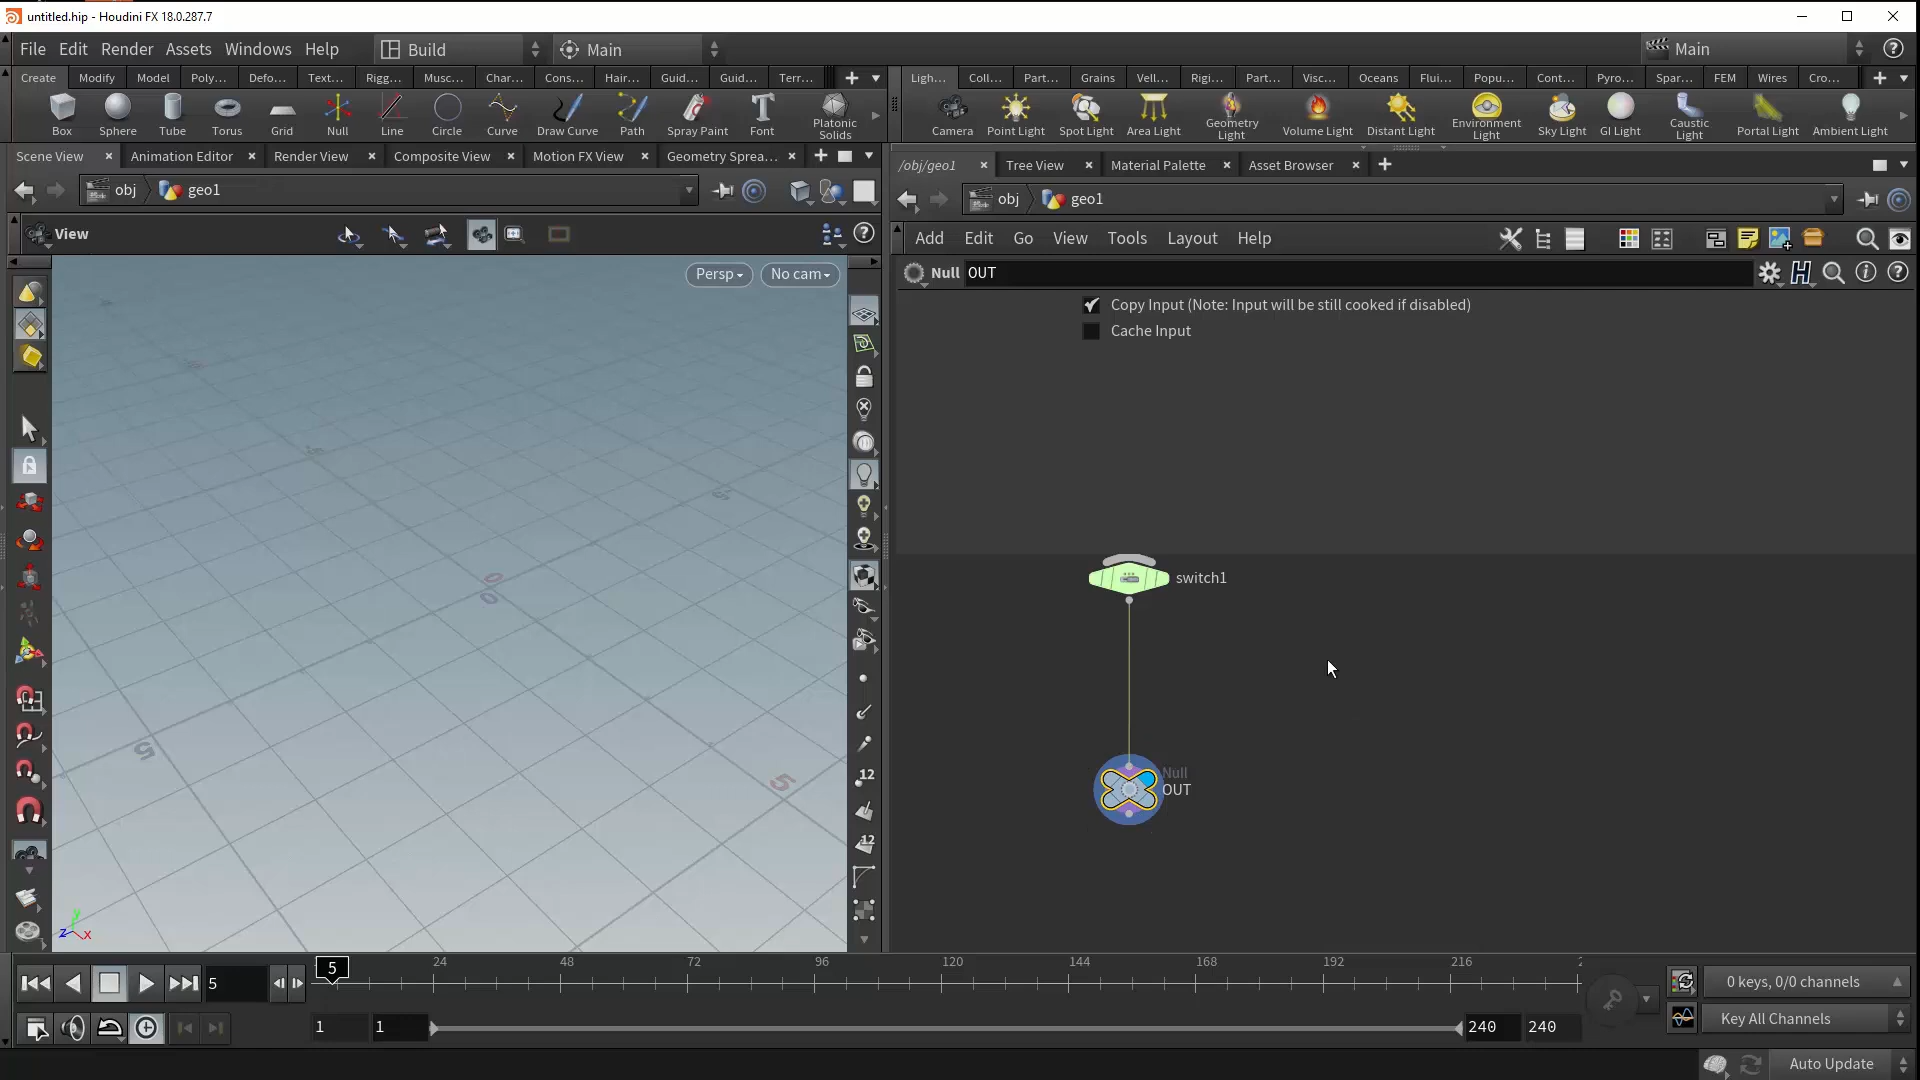 untitled.hip - Houdini FX 18.0.287.7
File Edit Render Assets Windows Help Build Main Main
Create Modify Model Poly... Defo... Text... Rigg... Musc... Char... Cons... Hair... Guid... Guid... Terr...
Ligh... Coll... Part... Grains Vell... Rigi... Part... Visc... Oceans Flui... Popu... Cont... Pyro... Spar... FEM Wires Cro...
Box Sphere Tube Torus Grid Null Line Circle Curve Draw Curve Path Spray Paint Font Platonic Solids
Camera Point Light Spot Light Area Light Geometry Light Volume Light Distant Light Environment Light Sky Light GI Light Caustic Light Portal Light Ambient Light
Scene View Animation Editor Render View Composite View Motion FX View Geometry Sprea...
/obj/geo1 Tree View Material Palette Asset Browser
obj geo1
obj geo1
View
Add Edit Go View Tools Layout Help
Null OUT
Persp No cam
Copy Input (Note: Input will be still cooked if disabled)
Cache Input
switch1
Null
OUT
0
0
5
5
12
12
y
z x
5
5 24 48 72 96 120 144 168 192 216
0 keys, 0/0 channels
1 1 240 240
Key All Channels
Auto Update